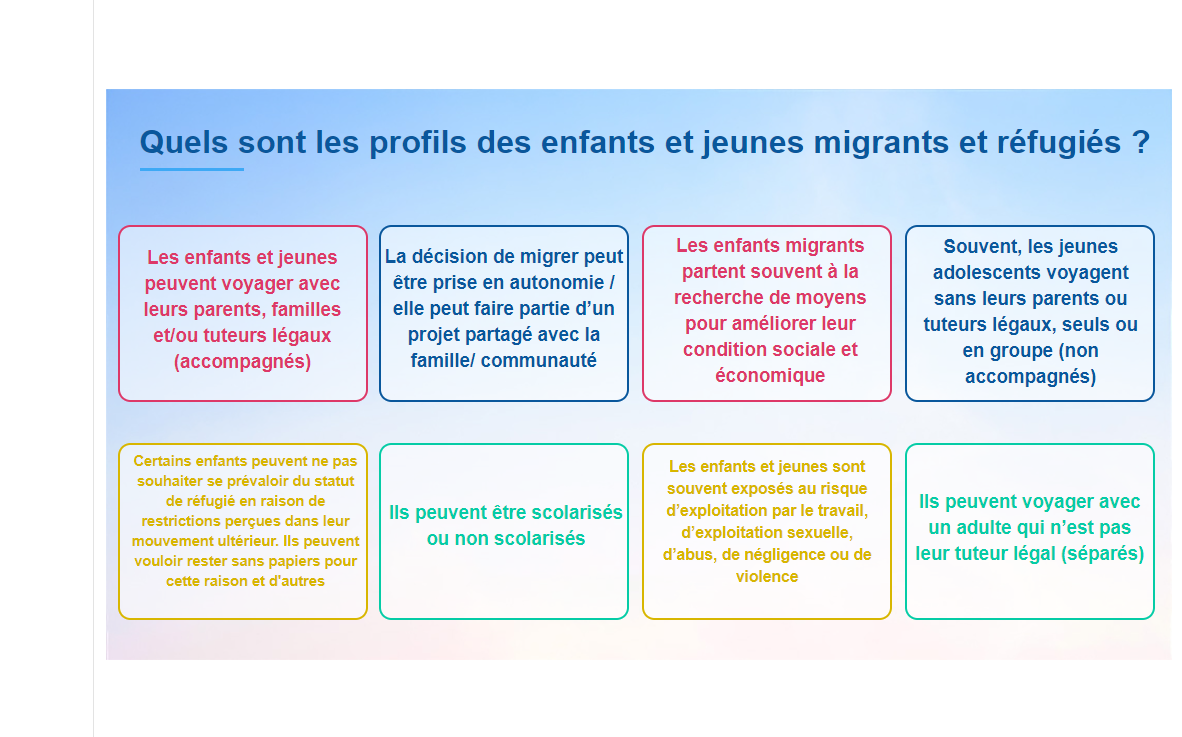 Quels sont les profils des enfants et jeunes migrants et réfugiés ?
Les enfants et jeunes
peuvent voyager avec
leurs parents, familles
et/ou tuteurs légaux
(accompagnés)
La décision de migrer peut
être prise en autonomie /
elle peut faire partie d’un
projet partagé avec la
famille/ communauté
Les enfants migrants
partent souvent à la
recherche de moyens
pour améliorer leur
condition sociale et
économique
Souvent, les jeunes
adolescents voyagent
sans leurs parents ou
tuteurs légaux, seuls ou
en groupe (non
accompagnés)
Certains enfants peuvent ne pas
souhaiter se prévaloir du statut
de réfugié en raison de
restrictions perçues dans leur
mouvement ultérieur. Ils peuvent
vouloir rester sans papiers pour
cette raison et d'autres
Ils peuvent être scolarisés
ou non scolarisés
Les enfants et jeunes sont
souvent exposés au risque
d’exploitation par le travail,
d’exploitation sexuelle,
d’abus, de négligence ou de
violence
Ils peuvent voyager avec
un adulte qui n’est pas
leur tuteur légal (séparés)